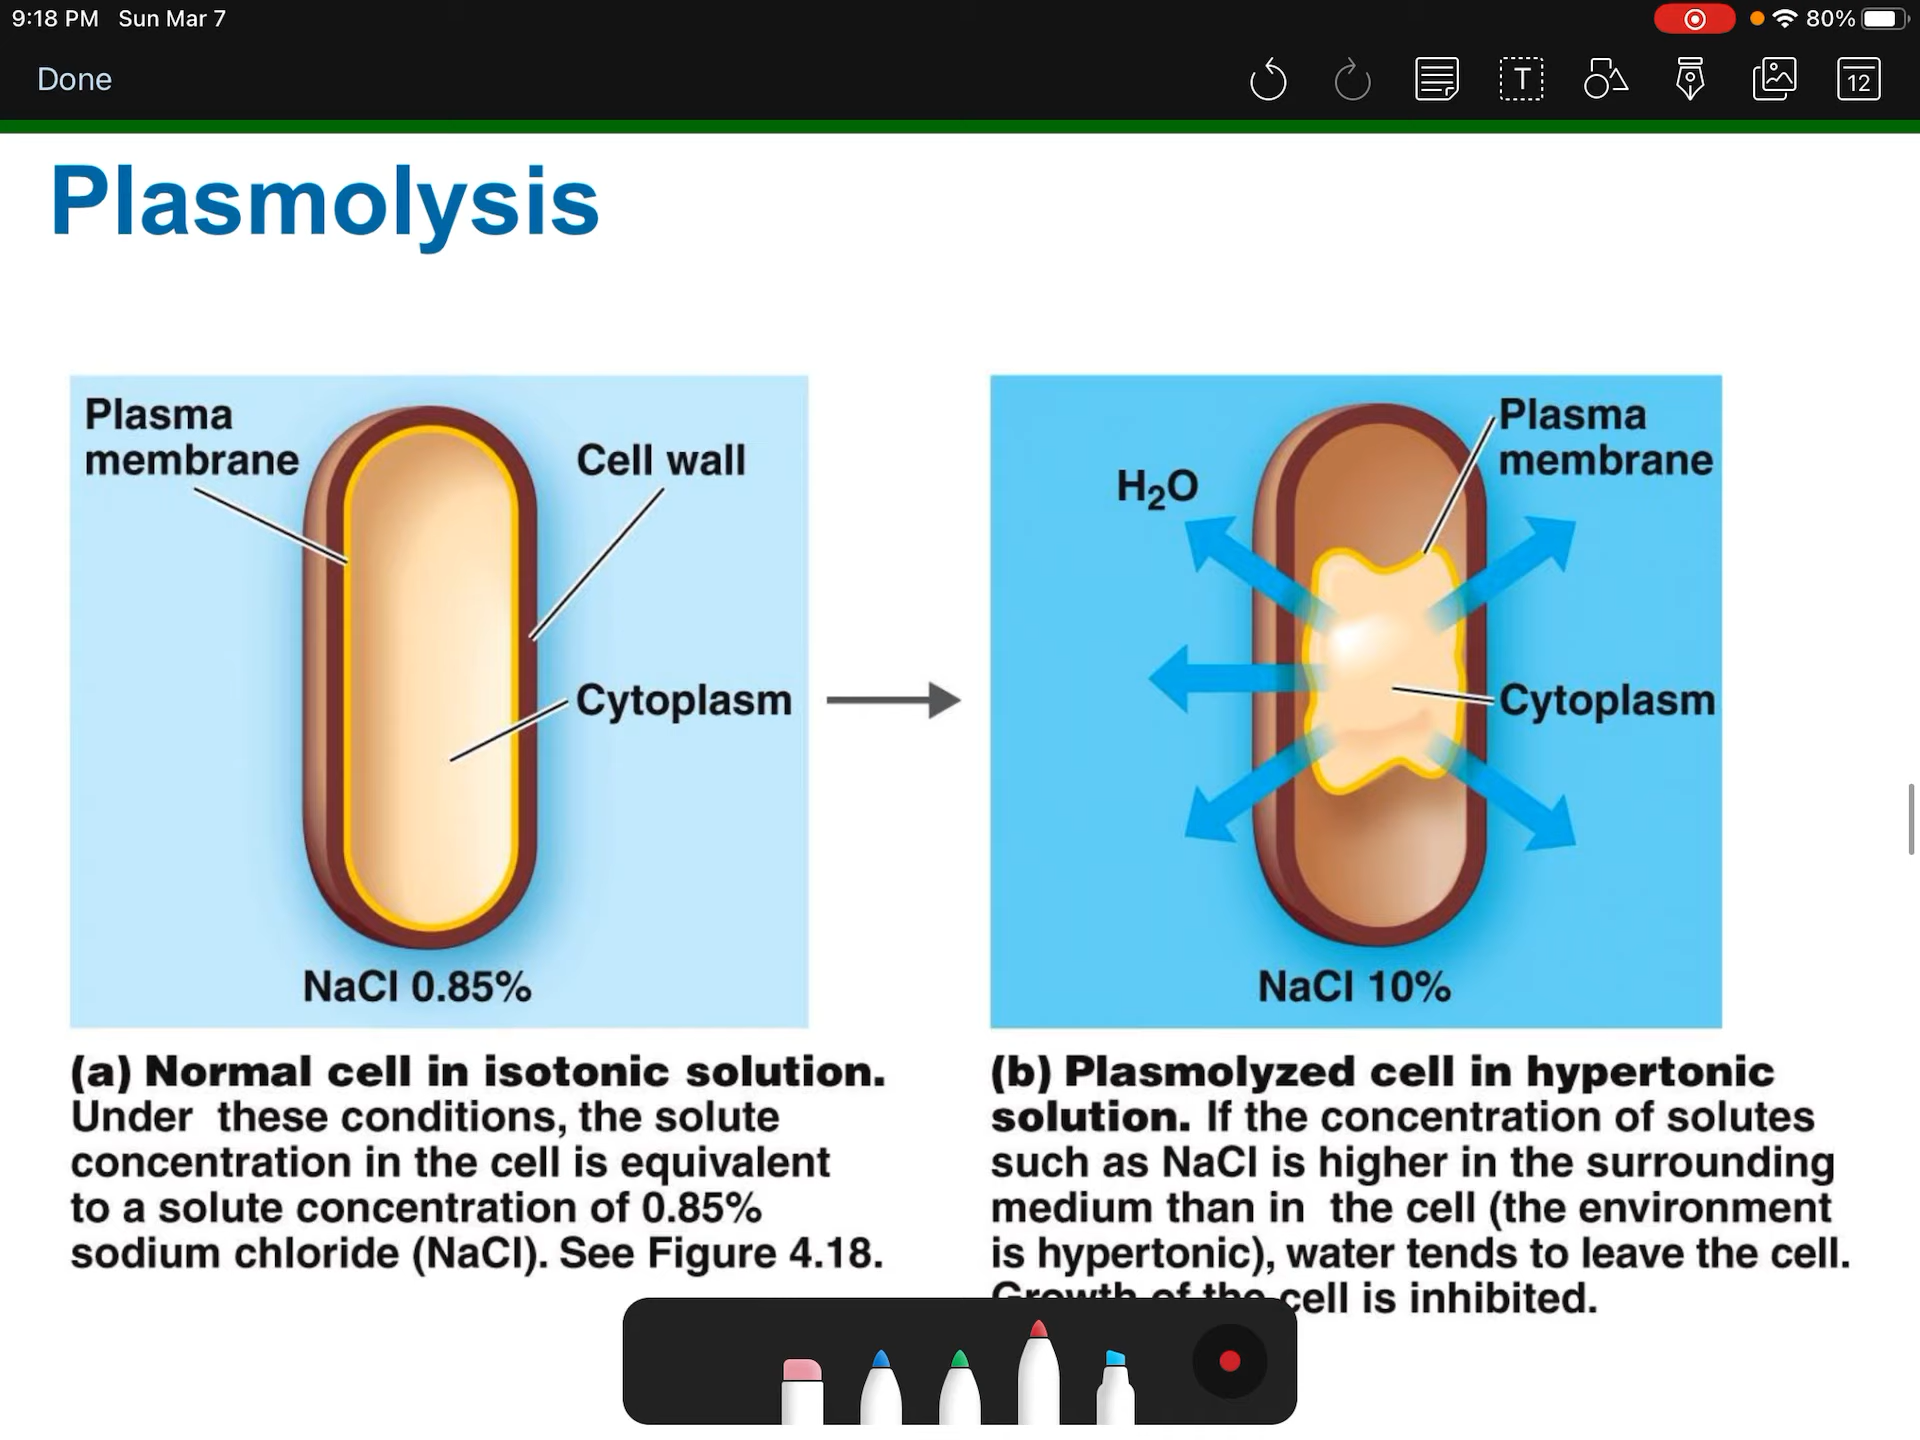 9:18 PM Sun Mar 7
80%
Done
T
12
Plasmolysis
Plasma
membrane
Cell wall
Cytoplasm
NaCl 0.85%
H₂O
Plasma
membrane
Cytoplasm
NaCl 10%
(a) Normal cell in isotonic solution.
Under these conditions, the solute
concentration in the cell is equivalent
to a solute concentration of 0.85%
sodium chloride (NaCl). See Figure 4.18.
(b) Plasmolyzed cell in hypertonic
solution. If the concentration of solutes
such as NaCl is higher in the surrounding
medium than in the cell (the environment
is hypertonic), water tends to leave the cell.
Growth of the cell is inhibited.